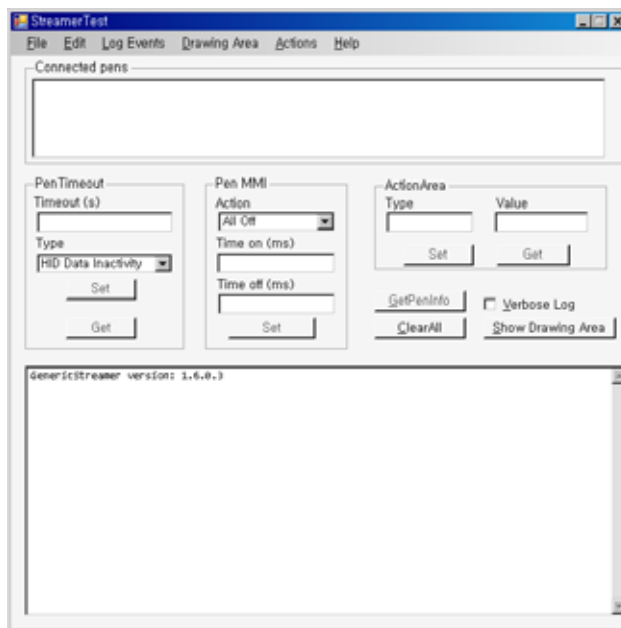 StreamerTest
File Edit Log Events Drawing Area Actions Help
Connected pens
PenTimeout
Timeout (s)
Type
HID Data Inactivity
Set
Get
Pen MMI
Action
All Off
Time on (ms)
Time off (ms)
Set
ActionArea
Type Value
Set Get
GetPenInfo Verbose Log
ClearAll Show Drawing Area
GenericStreamer version: 1.6.0.3